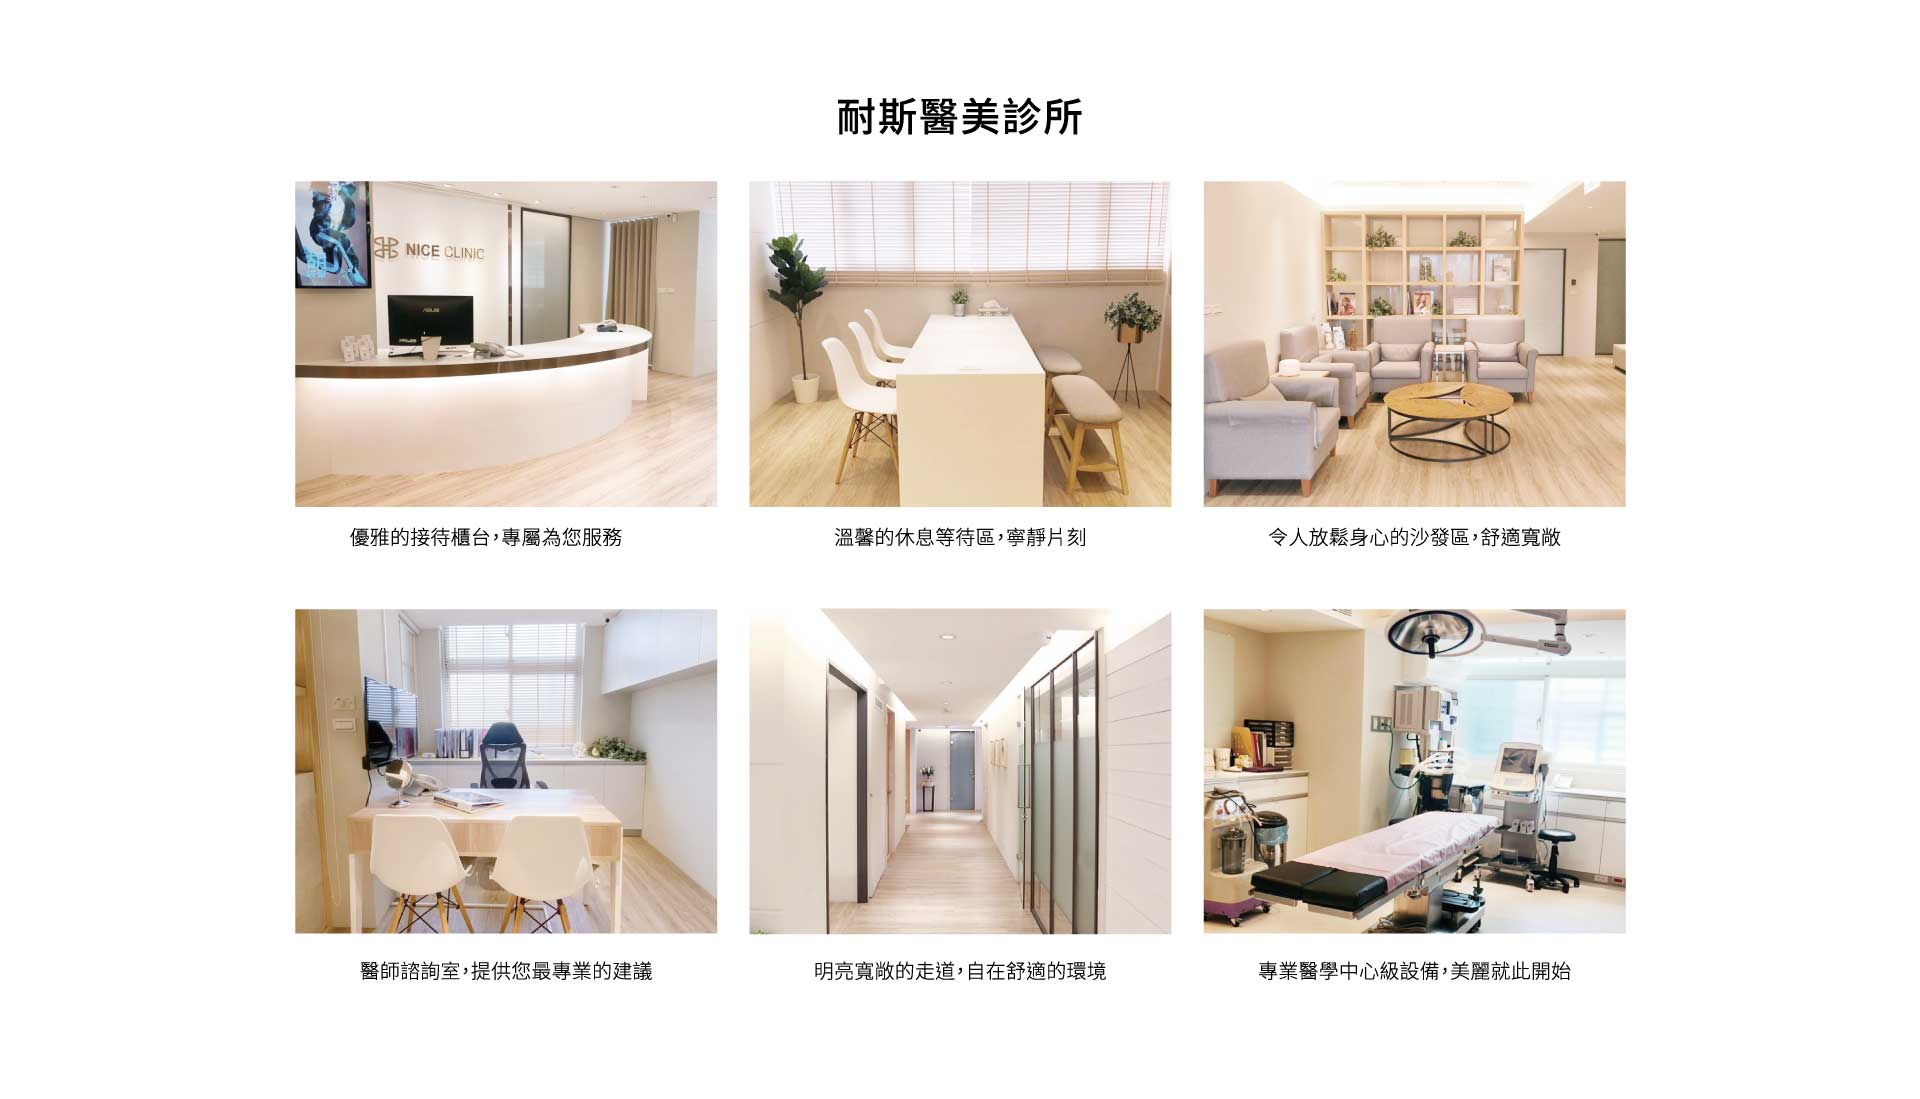 耐斯醫美診所
NICE CLINIC
ASUS
優雅的接待櫃台，專屬為您服務
溫馨的休息等待區，寧靜片刻
令人放鬆身心的沙發區，舒適寬敞
醫師諮詢室，提供您最專業的建議
明亮寬敞的走道，自在舒適的環境
專業醫學中心級設備，美麗就此開始